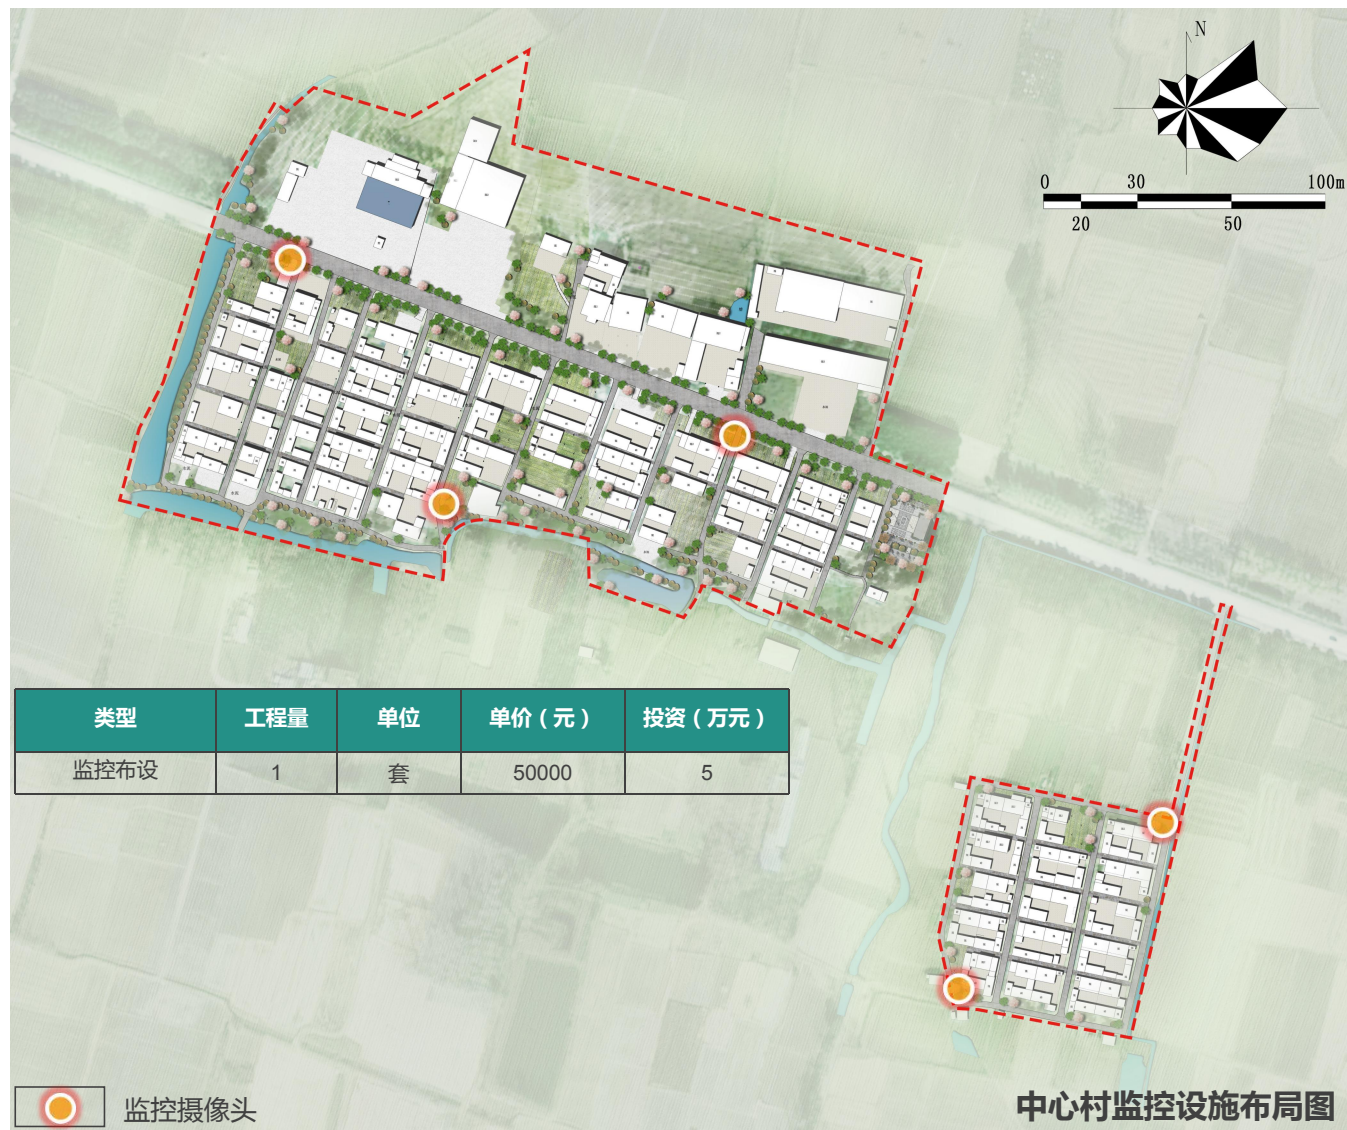 N
0 30 100m
20 50
类型 工程量 单位 单价（元） 投资（万元）
监控布设 1 套 50000 5
监控摄像头
中心村监控设施布局图